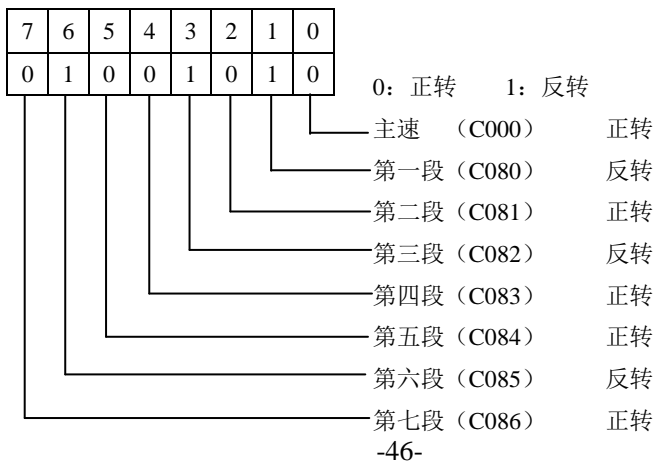 7 6 5 4 3 2 1 0
0 1 0 0 1 0 1 0
0：正转 1：反转
主速 （C000） 正转
第一段（C080） 反转
第二段（C081） 正转
第三段（C082） 反转
第四段（C083） 正转
第五段（C084） 正转
第六段（C085） 反转
第七段（C086） 正转
-46-